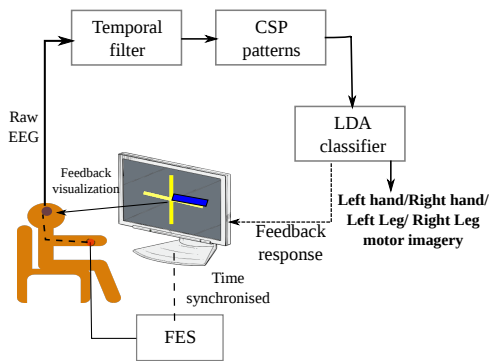 Temporal
filter
CSP
patterns
Raw
EEG
LDA
classifier
Feedback
visualization
Left hand/Right hand/
Left Leg/ Right Leg
motor imagery
Feedback
response
Time
synchronised
FES